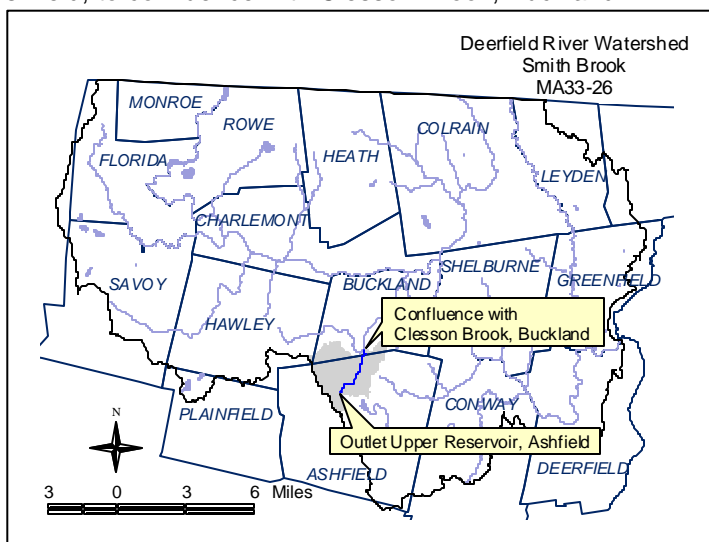 Deerfield River Watershed
Smith Brook
MA33-26
MONROE
ROWE
COLRAIN
FLORIDA
HEATH
LEYDEN
CHARLEMONT
SAVOY
BUCKLAND
SHELBURNE
GREENFIELD
HAWLEY
Confluence with
Clesson Brook, Buckland
PLAINFIELD
CONWAY
N
Outlet Upper Reservoir, Ashfield
ASHFIELD
DEERFIELD
3 0 3 6 Miles